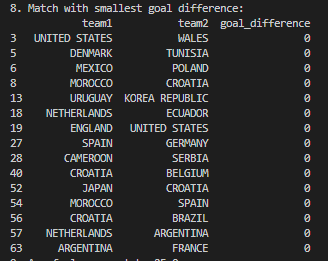 8. Match with smallest goal difference:
team1 team2 goal_difference
3 UNITED STATES WALES 0
5 DENMARK TUNISIA 0
6 MEXICO POLAND 0
8 MOROCCO CROATIA 0
13 URUGUAY KOREA REPUBLIC 0
18 NETHERLANDS ECUADOR 0
19 ENGLAND UNITED STATES 0
27 SPAIN GERMANY 0
28 CAMEROON SERBIA 0
40 CROATIA BELGIUM 0
52 JAPAN CROATIA 0
54 MOROCCO SPAIN 0
56 CROATIA BRAZIL 0
57 NETHERLANDS ARGENTINA 0
63 ARGENTINA FRANCE 0